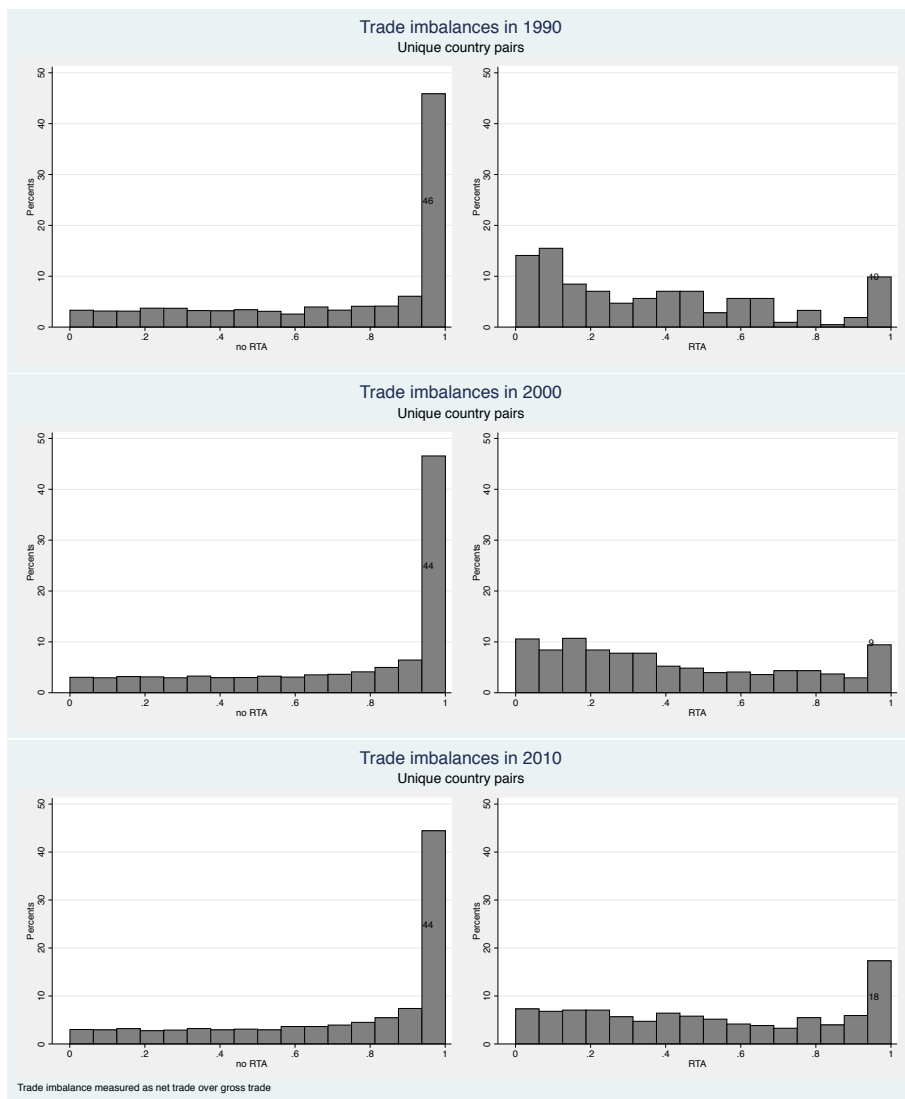 Trade imbalances in 1990
Unique country pairs
Percents
50
40
30
20
10
0
46
0 .2 .4 .6 .8 1
no RTA
Percents
50
40
30
20
10
0
10
0 .2 .4 .6 .8 1
RTA
Trade imbalances in 2000
Unique country pairs
Percents
50
40
30
20
10
0
44
0 .2 .4 .6 .8 1
no RTA
Percents
50
40
30
20
10
0
9
0 .2 .4 .6 .8 1
RTA
Trade imbalances in 2010
Unique country pairs
Percents
50
40
30
20
10
0
44
0 .2 .4 .6 .8 1
no RTA
Percents
50
40
30
20
10
0
18
0 .2 .4 .6 .8 1
RTA
Trade imbalance measured as net trade over gross trade